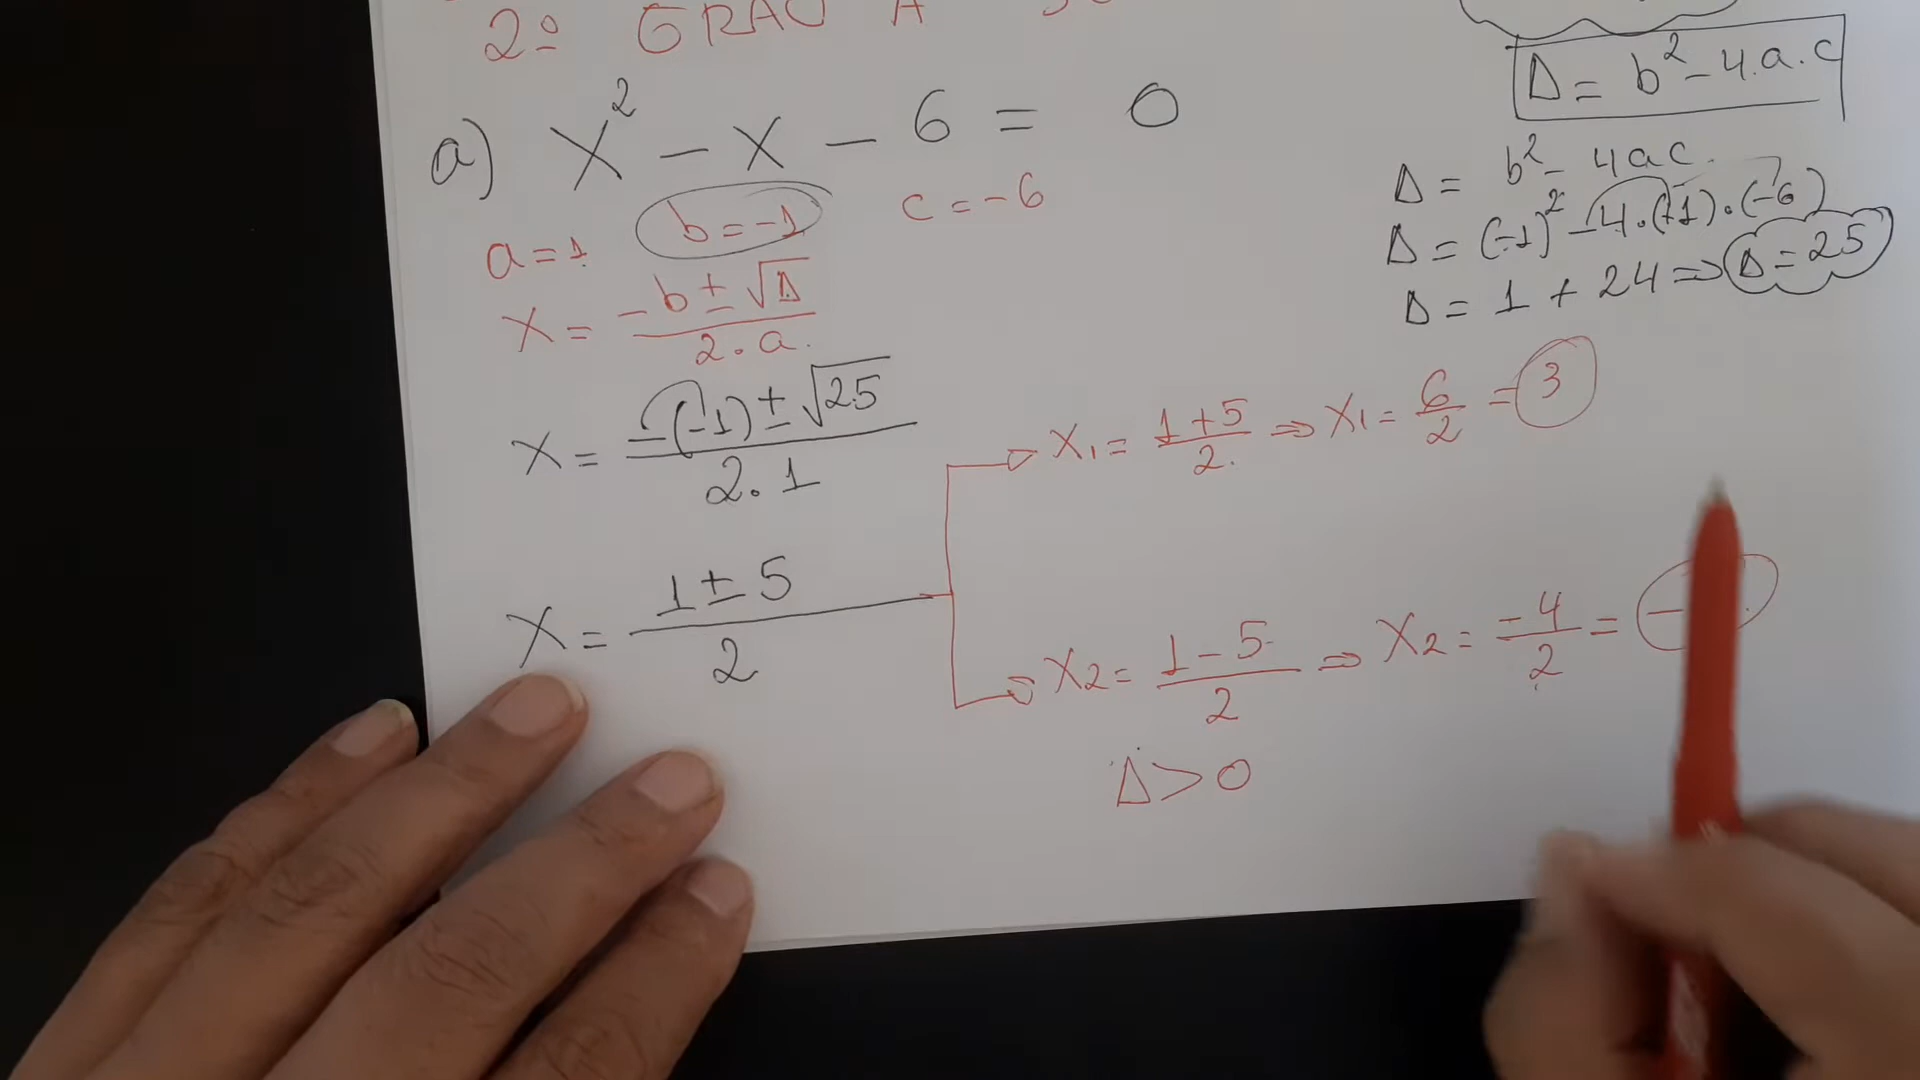 2º GRAU A
Δ = b² - 4.a.c
a) x² - x - 6 = 0
a = 1 b = -1 c = -6
Δ = b² - 4ac
Δ = (-1)² - 4.(+1).(-6)
Δ = 1 + 24 ⇒ Δ = 25
x = -b ± √Δ / 2.a
x = -(-1) ± √25 / 2.1
x = 1 ± 5 / 2
x1 = 1+5 / 2 ⇒ x1 = 6/2 = 3
x2 = 1-5 / 2 ⇒ x2 = -4/2 = -
Δ > 0